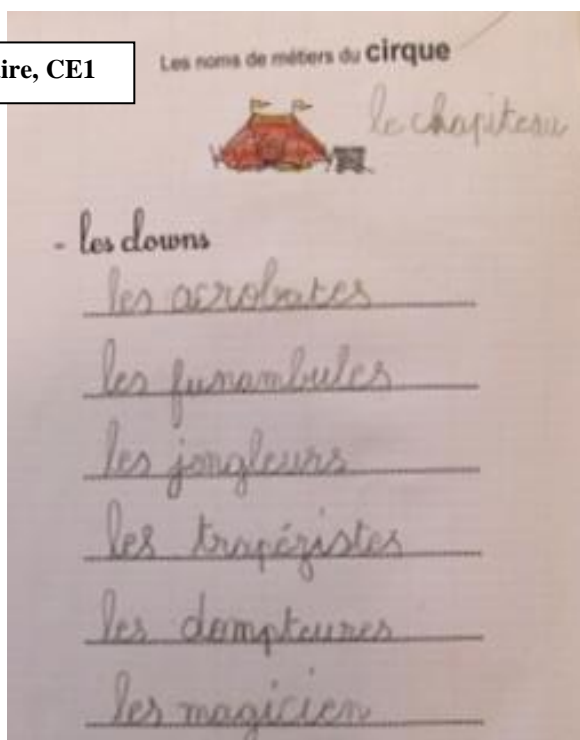 ire, CE1
Les noms de métiers du cirque
le chapiteau
- les clowns
les acrobates
les funambules
les jongleurs
les trapézistes
les dompteures
les magicien